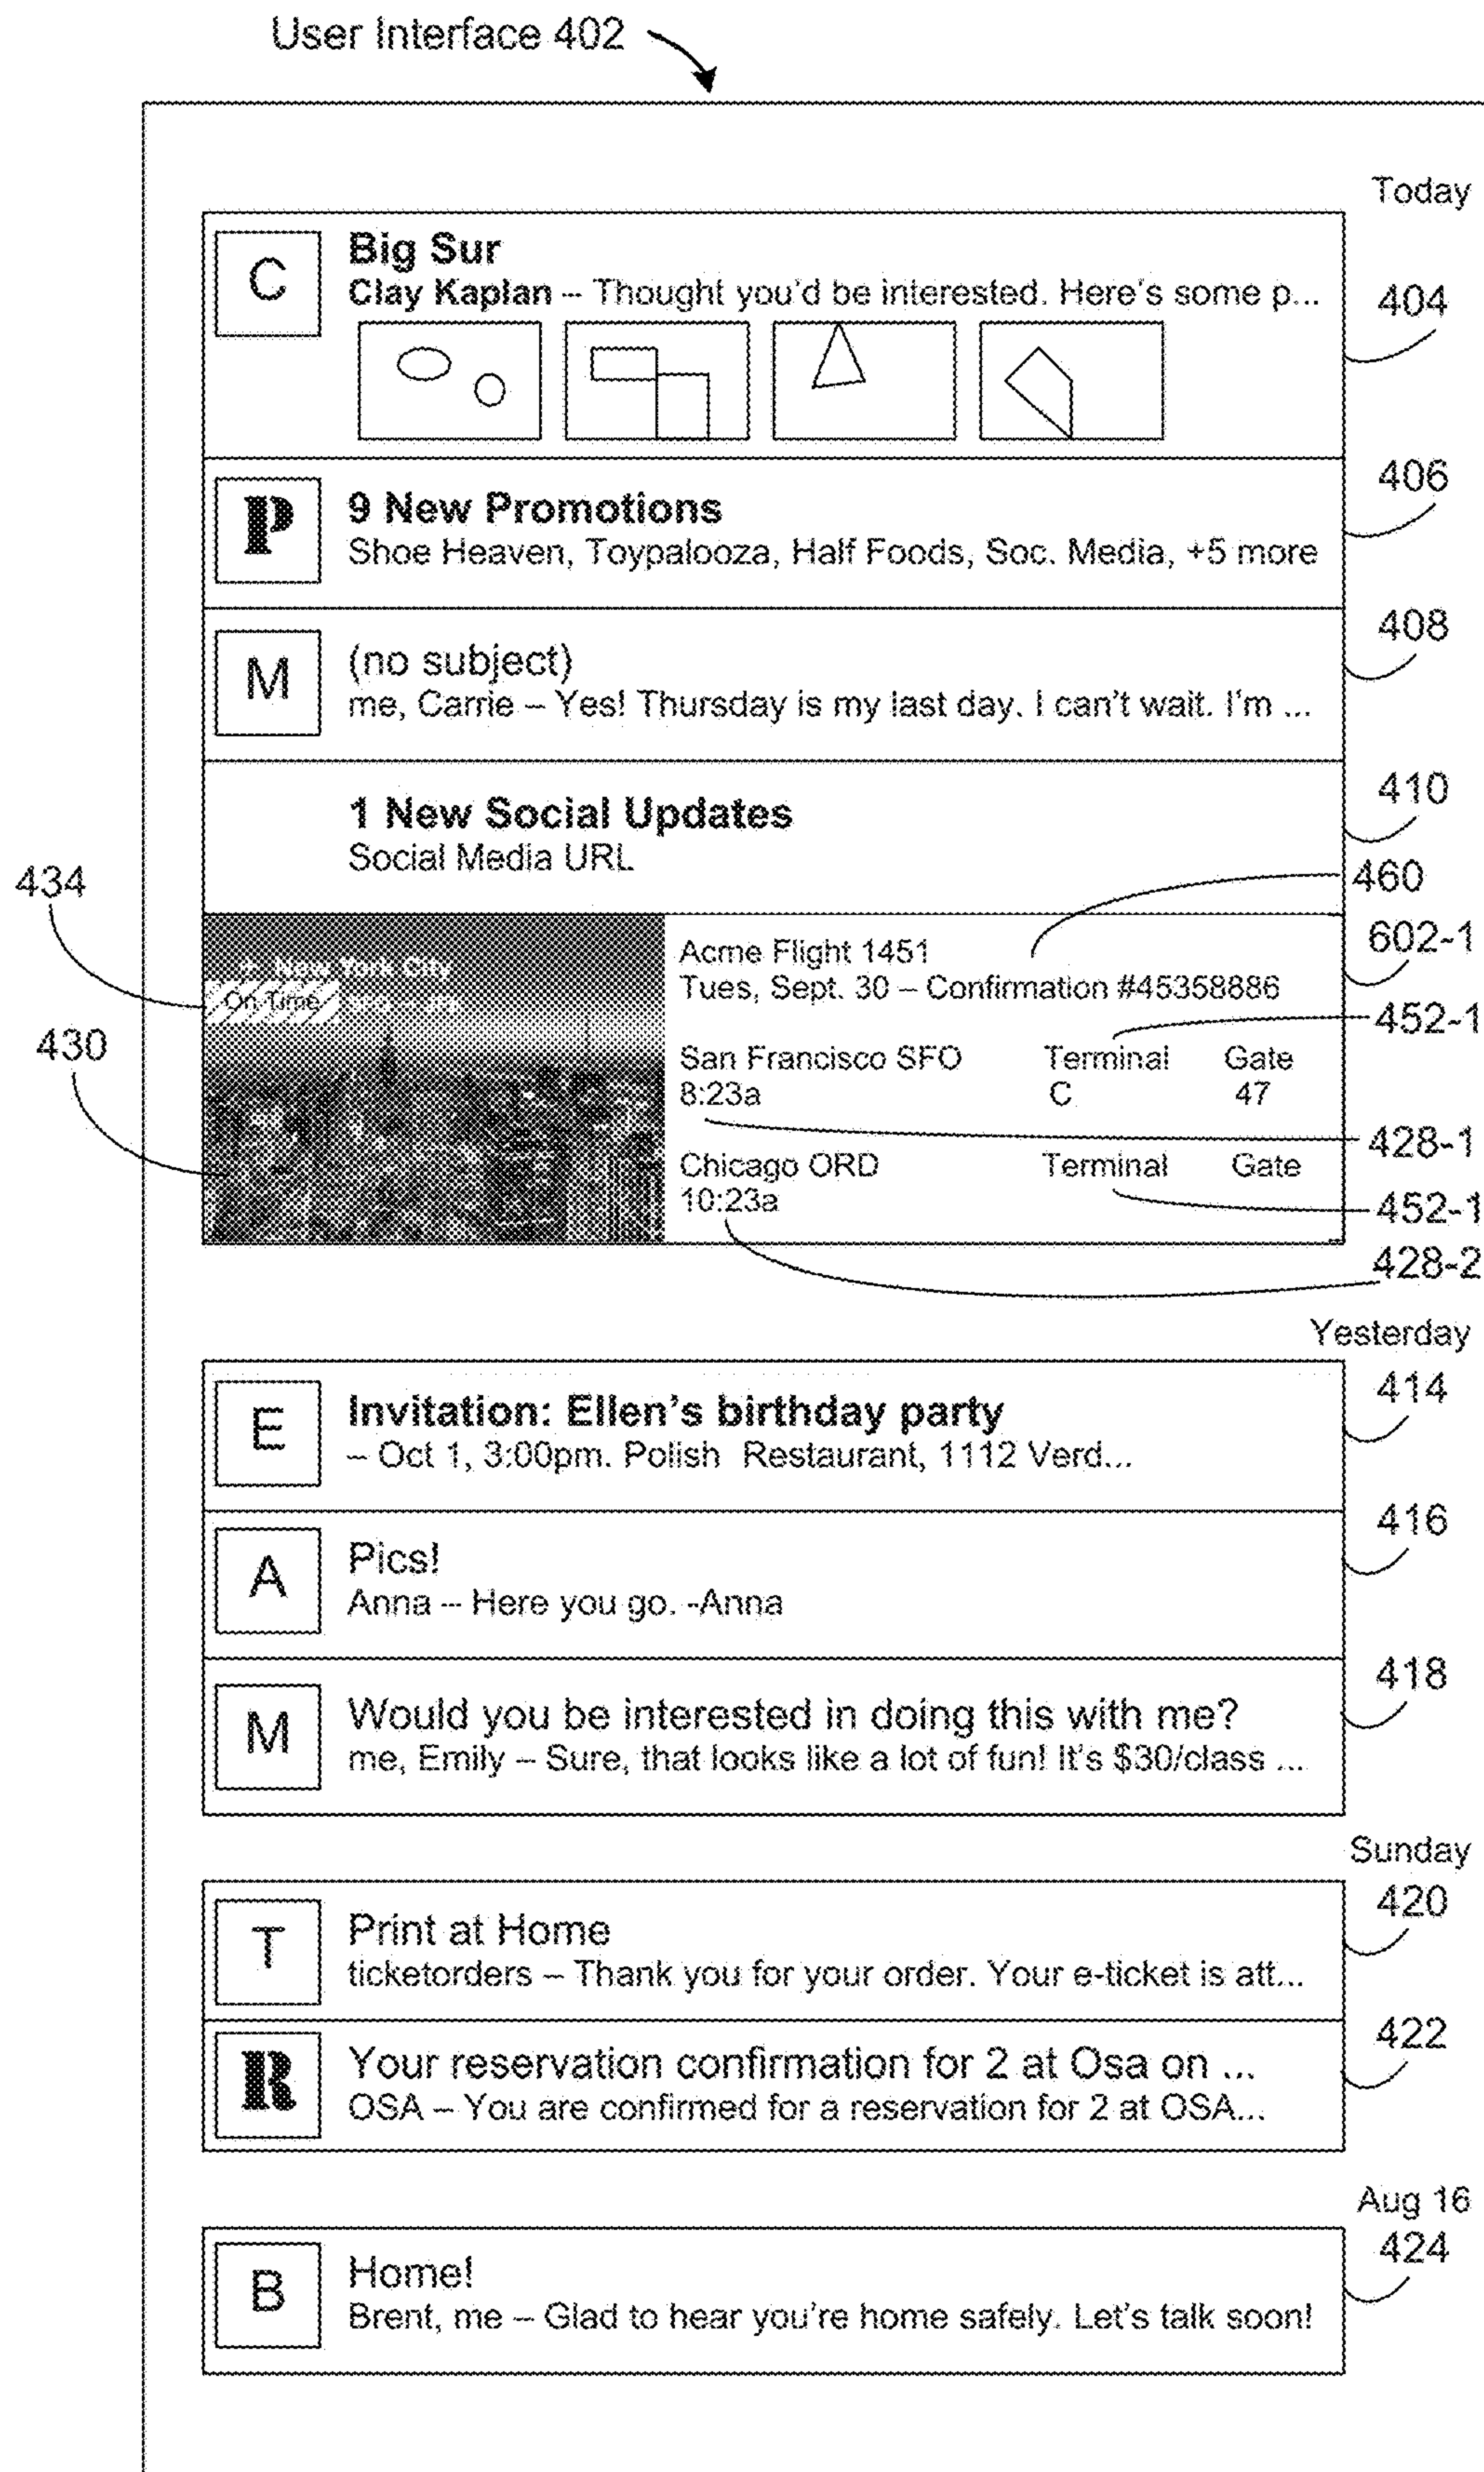 User Interface 402
Today
C
Big Sur
Clay Kaplan -- Thought you'd be interested. Here's some p...
404
P
9 New Promotions
Shoe Heaven, Toypalooza, Half Foods, Soc. Media, +5 more
406
M
(no subject)
me, Carrie – Yes! Thursday is my last day. I can't wait. I'm ...
408
1 New Social Updates
Social Media URL
410
434
460
New York City
On Time
430
Acme Flight 1451
Tues, Sept. 30 – Confirmation #45358886
602-1
452-1
San Francisco SFO Terminal Gate
8:23a C 47
428-1
Chicago ORD Terminal Gate
10:23a
452-1
428-2
Yesterday
E
Invitation: Ellen's birthday party
– Oct 1, 3:00pm. Polish Restaurant, 1112 Verd...
414
A
Pics!
Anna -- Here you go. -Anna
416
M
Would you be interested in doing this with me?
me, Emily – Sure, that looks like a lot of fun! It's $30/class ...
418
Sunday
T
Print at Home
ticketorders – Thank you for your order. Your e-ticket is att...
420
R
Your reservation confirmation for 2 at Osa on ...
OSA – You are confirmed for a reservation for 2 at OSA...
422
Aug 16
B
Home!
Brent, me -- Glad to hear you're home safely. Let's talk soon!
424